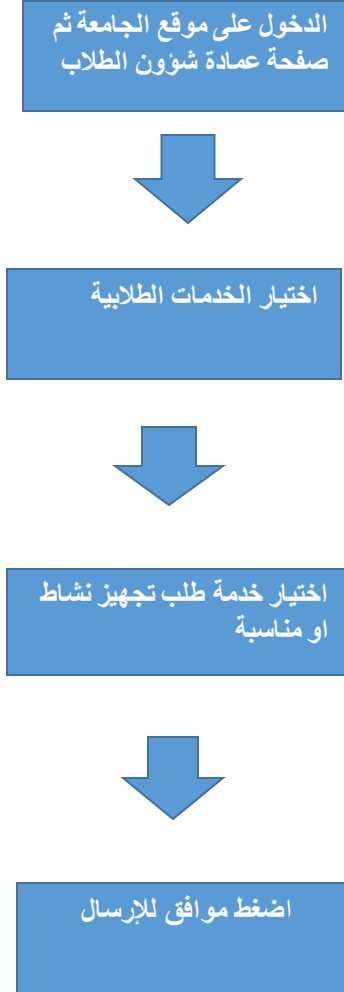 الدخول على موقع الجامعة ثم
صفحة عمادة شؤون الطلاب
اختيار الخدمات الطلابية
اختيار خدمة طلب تجهيز نشاط
او مناسبة
اضغط موافق للإرسال